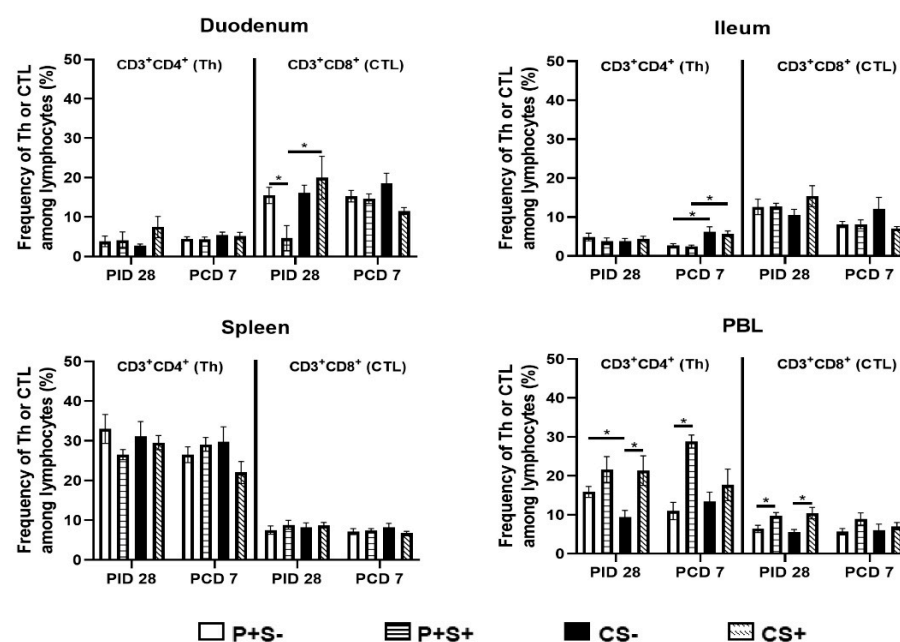 Duodenum
Frequency of Th or CTL
among lymphocytes (%)
CD3⁺CD4⁺ (Th)
CD3⁺CD8⁺ (CTL)
50
40
30
20
10
0
*
*
PID 28
PCD 7
PID 28
PCD 7
Ileum
Frequency of Th or CTL
among lymphocytes (%)
CD3⁺CD4⁺ (Th)
CD3⁺CD8⁺ (CTL)
50
40
30
20
10
0
*
*
PID 28
PCD 7
PID 28
PCD 7
Spleen
Frequency of Th or CTL
among lymphocytes (%)
CD3⁺CD4⁺ (Th)
CD3⁺CD8⁺ (CTL)
50
40
30
20
10
0
PID 28
PCD 7
PID 28
PCD 7
PBL
Frequency of Th or CTL
among lymphocytes (%)
CD3⁺CD4⁺ (Th)
CD3⁺CD8⁺ (CTL)
50
40
30
20
10
0
*
*
*
*
*
PID 28
PCD 7
PID 28
PCD 7
P+S-
P+S+
CS-
CS+